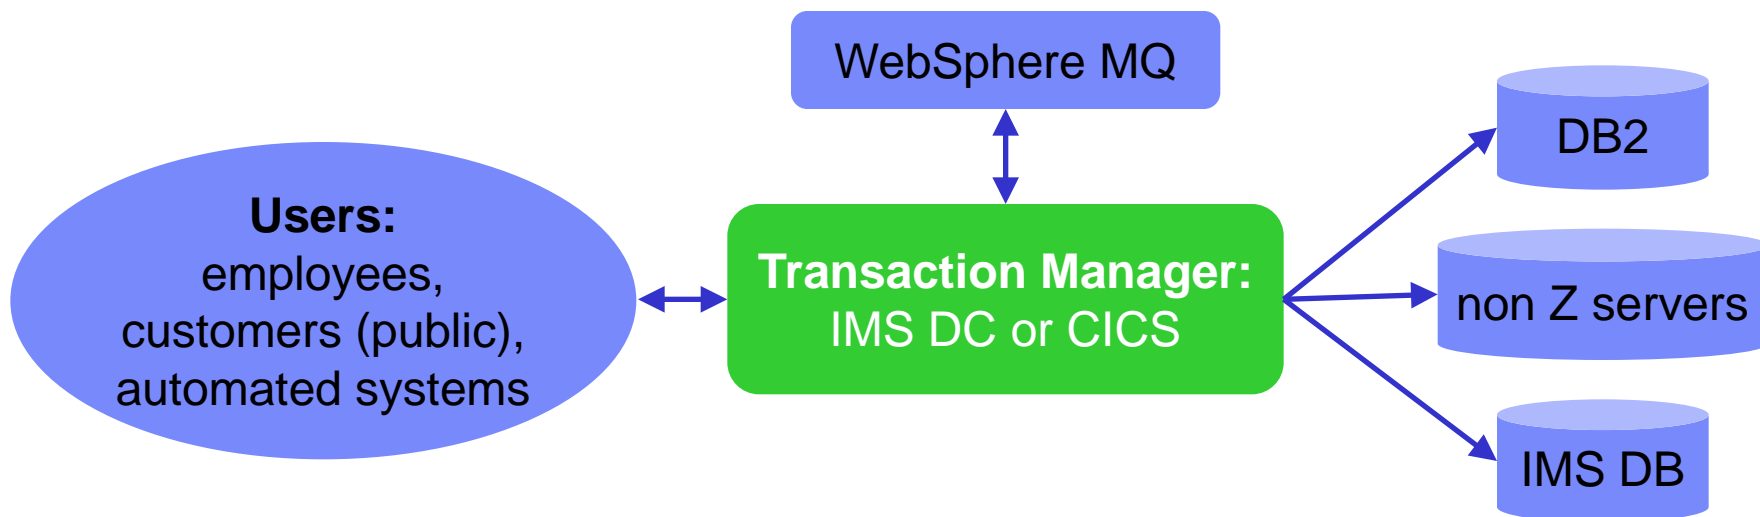 WebSphere MQ
Users:
employees,
customers (public),
automated systems
Transaction Manager:
IMS DC or CICS
DB2
non Z servers
IMS DB